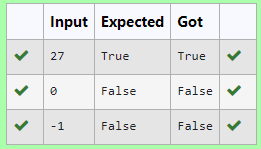 Input Expected Got
27 True True
0 False False
-1 False False